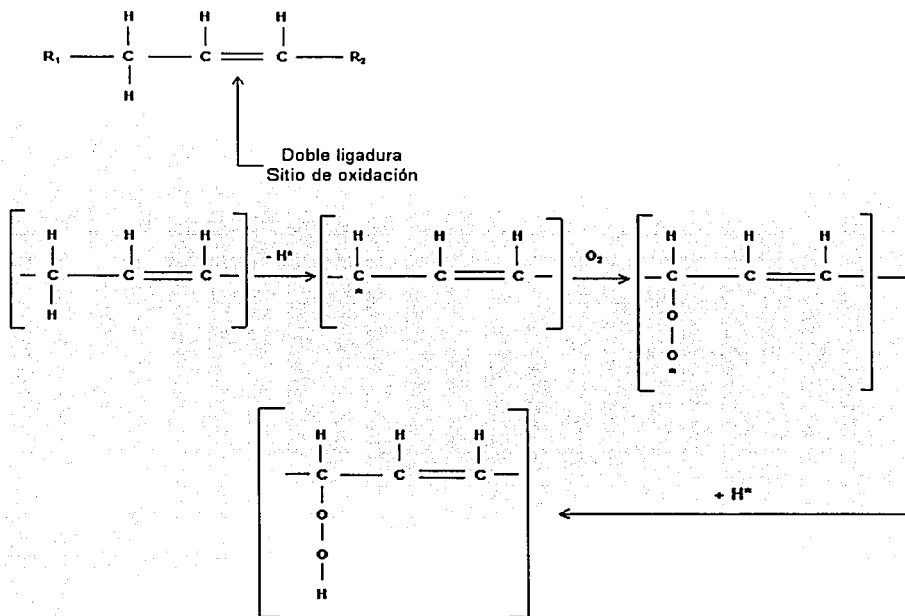 H H H
R₁ C C C R₂
H
Doble ligadura
Sitio de oxidación
H H H
C C C
H
- H*
H H H
C C C
*
O₂
H H H
C C C
O
O
*
H H H
C C C
O
O
H
+ H*